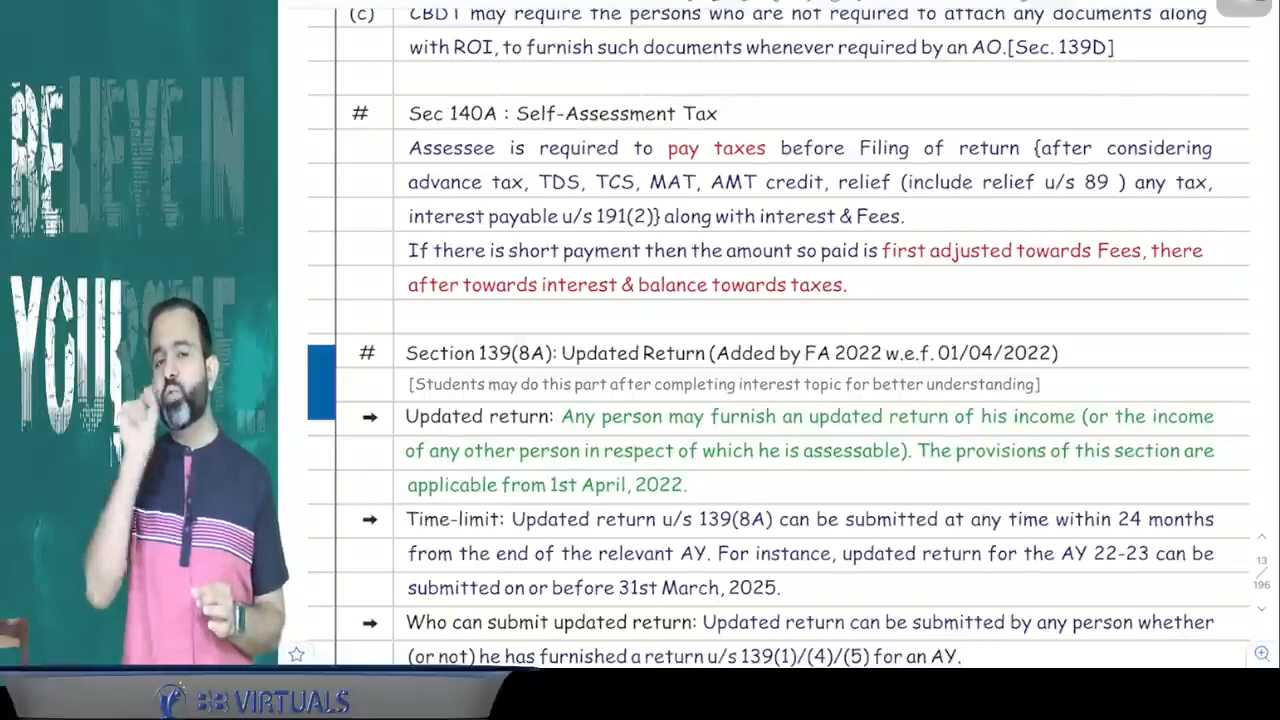 BELIEVE IN
YOUR
(c) CBDT may require the persons who are not required to attach any documents along
with ROI, to furnish such documents whenever required by an AO.[Sec. 139D]
# Sec 140A : Self-Assessment Tax
Assessee is required to pay taxes before Filing of return {after considering
advance tax, TDS, TCS, MAT, AMT credit, relief (include relief u/s 89 ) any tax,
interest payable u/s 191(2)} along with interest & Fees.
If there is short payment then the amount so paid is first adjusted towards Fees, there
after towards interest & balance towards taxes.
# Section 139(8A): Updated Return (Added by FA 2022 w.e.f. 01/04/2022)
[Students may do this part after completing interest topic for better understanding]
→ Updated return: Any person may furnish an updated return of his income (or the income
of any other person in respect of which he is assessable). The provisions of this section are
applicable from 1st April, 2022.
→ Time-limit: Updated return u/s 139(8A) can be submitted at any time within 24 months
from the end of the relevant AY. For instance, updated return for the AY 22-23 can be
submitted on or before 31st March, 2025.
→ Who can submit updated return: Updated return can be submitted by any person whether
(or not) he has furnished a return u/s 139(1)/(4)/(5) for an AY.
13
/
196
BB VIRTUALS